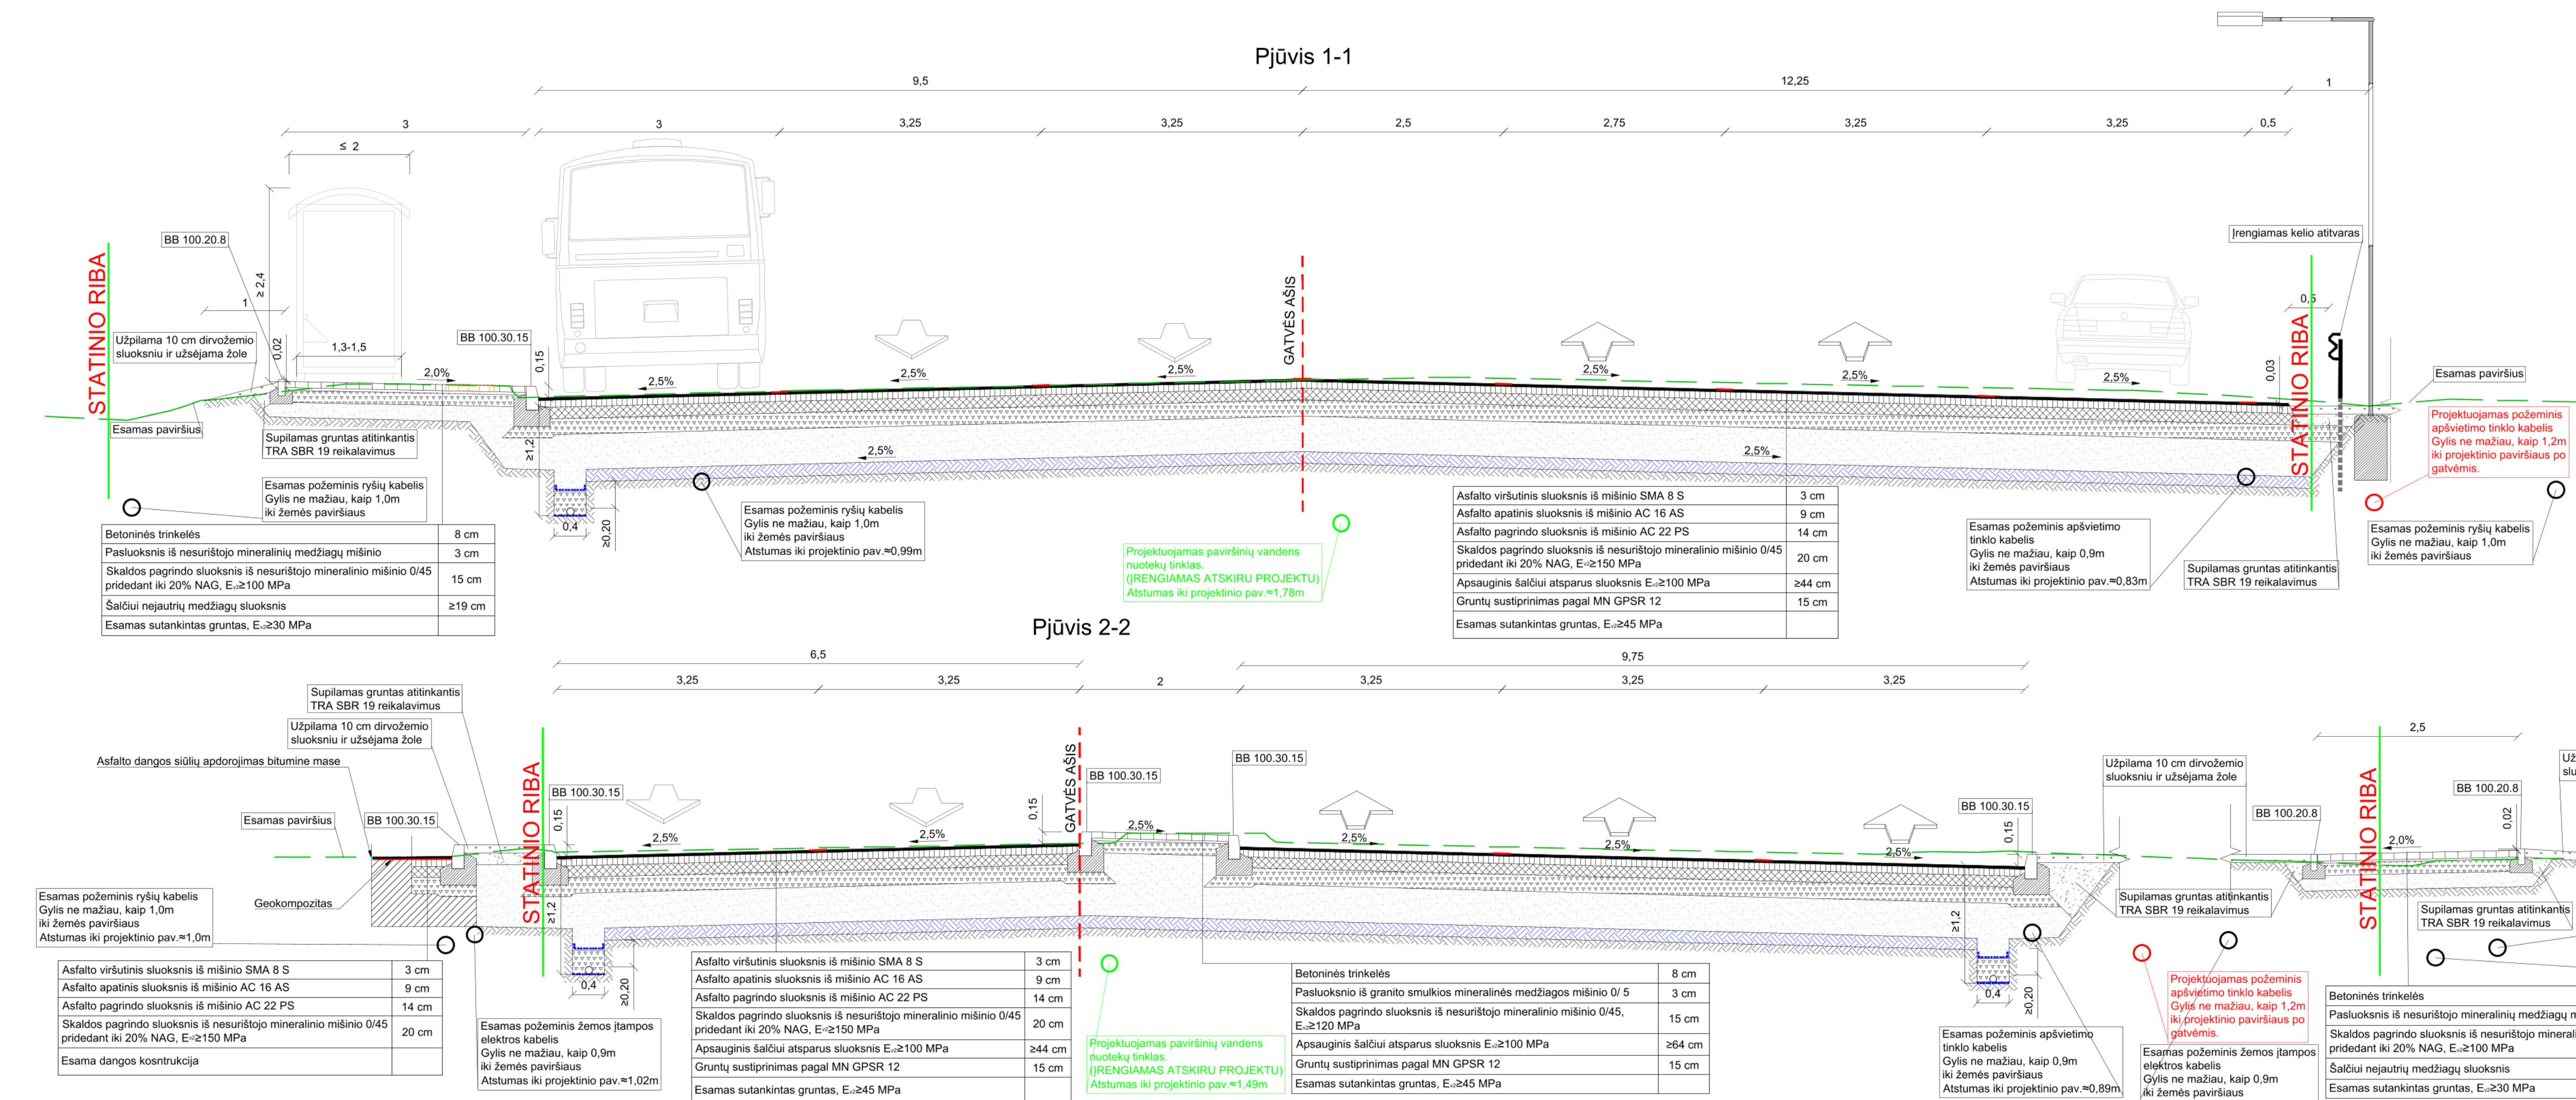 Pjūvis 1-1
9,5
12,25
1
3
3
3,25
3,25
2,5
2,75
3,25
3,25
0,5
≤ 2
BB 100.20.8
≥ 2,4
1
STATINIO RIBA
Užpilama 10 cm dirvožemio
sluoksniu ir užsėjama žole
0,02
1,3-1,5
BB 100.30.15
0,15
2,0%
2,5%
2,5%
2,5%
GATVĖS AŠIS
2,5%
2,5%
2,5%
Įrengiamas kelio atitvaras
0,5
0,03
STATINIO RIBA
Esamas paviršius
Esamas paviršius
Supilamas gruntas atitinkantis
TRA SBR 19 reikalavimus
≥1,2
2,5%
2,5%
Projektuojamas požeminis
apšvietimo tinklo kabelis
Gylis ne mažiau, kaip 1,2m
iki projektinio paviršiaus po
gatvėmis.
Esamas požeminis ryšių kabelis
Gylis ne mažiau, kaip 1,0m
iki žemės paviršiaus
0,4
≥0,20
Esamas požeminis ryšių kabelis
Gylis ne mažiau, kaip 1,0m
iki žemės paviršiaus
Atstumas iki projektinio pav.≈0,99m
Projektuojamas paviršinių vandens
nuotekų tinklas.
(ĮRENGIAMAS ATSKIRU PROJEKTU)
Atstumas iki projektinio pav.≈1,78m
Esamas požeminis apšvietimo
tinklo kabelis
Gylis ne mažiau, kaip 0,9m
iki žemės paviršiaus
Atstumas iki projektinio pav.≈0,83m
Supilamas gruntas atitinkantis
TRA SBR 19 reikalavimus
Esamas požeminis ryšių kabelis
Gylis ne mažiau, kaip 1,0m
iki žemės paviršiaus
Betoninės trinkelės 8 cm
Pasluoksnis iš nesurištojo mineralinių medžiagų mišinio 3 cm
Skaldos pagrindo sluoksnis iš nesurištojo mineralinio mišinio 0/45
pridedant iki 20% NAG, Ev2≥100 MPa 15 cm
Šalčiui nejautrių medžiagų sluoksnis ≥19 cm
Esamas sutankintas gruntas, Ev2≥30 MPa
Asfalto viršutinis sluoksnis iš mišinio SMA 8 S 3 cm
Asfalto apatinis sluoksnis iš mišinio AC 16 AS 9 cm
Asfalto pagrindo sluoksnis iš mišinio AC 22 PS 14 cm
Skaldos pagrindo sluoksnis iš nesurištojo mineralinio mišinio 0/45
pridedant iki 20% NAG, Ev2≥150 MPa 20 cm
Apsauginis šalčiui atsparus sluoksnis Ev2≥100 MPa ≥44 cm
Gruntų sustiprinimas pagal MN GPSR 12 15 cm
Esamas sutankintas gruntas, Ev2≥45 MPa
Pjūvis 2-2
6,5
9,75
3,25
3,25
2
3,25
3,25
3,25
Supilamas gruntas atitinkantis
TRA SBR 19 reikalavimus
Užpilama 10 cm dirvožemio
sluoksniu ir užsėjama žole
Asfalto dangos siūlių apdorojimas bitumine mase
Esamas paviršius
BB 100.30.15
STATINIO RIBA
BB 100.30.15
0,15
2,5%
2,5%
0,15
GATVĖS AŠIS
BB 100.30.15
2,5%
BB 100.30.15
2,5%
2,5%
2,5%
BB 100.30.15
0,15
Užpilama 10 cm dirvožemio
sluoksniu ir užsėjama žole
2,5
BB 100.20.8
STATINIO RIBA
2,0%
BB 100.20.8
0,02
Geokompozitas
Esamas požeminis ryšių kabelis
Gylis ne mažiau, kaip 1,0m
iki žemės paviršiaus
Atstumas iki projektinio pav.≈1,0m
≥1,2
0,4
≥0,20
≥1,2
0,4
≥0,20
Supilamas gruntas atitinkantis
TRA SBR 19 reikalavimus
Supilamas gruntas atitinkantis
TRA SBR 19 reikalavimus
Asfalto viršutinis sluoksnis iš mišinio SMA 8 S 3 cm
Asfalto apatinis sluoksnis iš mišinio AC 16 AS 9 cm
Asfalto pagrindo sluoksnis iš mišinio AC 22 PS 14 cm
Skaldos pagrindo sluoksnis iš nesurištojo mineralinio mišinio 0/45
pridedant iki 20% NAG, Ev2≥150 MPa 20 cm
Esama dangos kosntrukcija
Esamas požeminis žemos įtampos
elektros kabelis
Gylis ne mažiau, kaip 0,9m
iki žemės paviršiaus
Atstumas iki projektinio pav.≈1,02m
Asfalto viršutinis sluoksnis iš mišinio SMA 8 S 3 cm
Asfalto apatinis sluoksnis iš mišinio AC 16 AS 9 cm
Asfalto pagrindo sluoksnis iš mišinio AC 22 PS 14 cm
Skaldos pagrindo sluoksnis iš nesurištojo mineralinio mišinio 0/45
pridedant iki 20% NAG, Ev2≥150 MPa 20 cm
Apsauginis šalčiui atsparus sluoksnis Ev2≥100 MPa ≥44 cm
Gruntų sustiprinimas pagal MN GPSR 12 15 cm
Esamas sutankintas gruntas, Ev2≥45 MPa
Projektuojamas paviršinių vandens
nuotekų tinklas.
(ĮRENGIAMAS ATSKIRU PROJEKTU)
Atstumas iki projektinio pav.≈1,49m
Betoninės trinkelės 8 cm
Pasluoksnio iš granito smulkios mineralinės medžiagos mišinio 0/ 5 3 cm
Skaldos pagrindo sluoksnis iš nesurištojo mineralinio mišinio 0/45,
Ev2≥120 MPa 15 cm
Apsauginis šalčiui atsparus sluoksnis Ev2≥100 MPa ≥64 cm
Gruntų sustiprinimas pagal MN GPSR 12 15 cm
Esamas sutankintas gruntas, Ev2≥45 MPa
Esamas požeminis apšvietimo
tinklo kabelis
Gylis ne mažiau, kaip 0,9m
iki žemės paviršiaus
Atstumas iki projektinio pav.≈0,89m
Projektuojamas požeminis
apšvietimo tinklo kabelis
Gylis ne mažiau, kaip 1,2m
iki projektinio paviršiaus po
gatvėmis.
Esamas požeminis žemos įtampos
elektros kabelis
Gylis ne mažiau, kaip 0,9m
iki žemės paviršiaus
Betoninės trinkelės
Pasluoksnis iš nesurištojo mineralinių medžiagų
Skaldos pagrindo sluoksnis iš nesurištojo
pridedant iki 20% NAG, Ev2≥100 MPa
Šalčiui nejautrių medžiagų sluoksnis
Esamas sutankintas gruntas, Ev2≥30 MPa